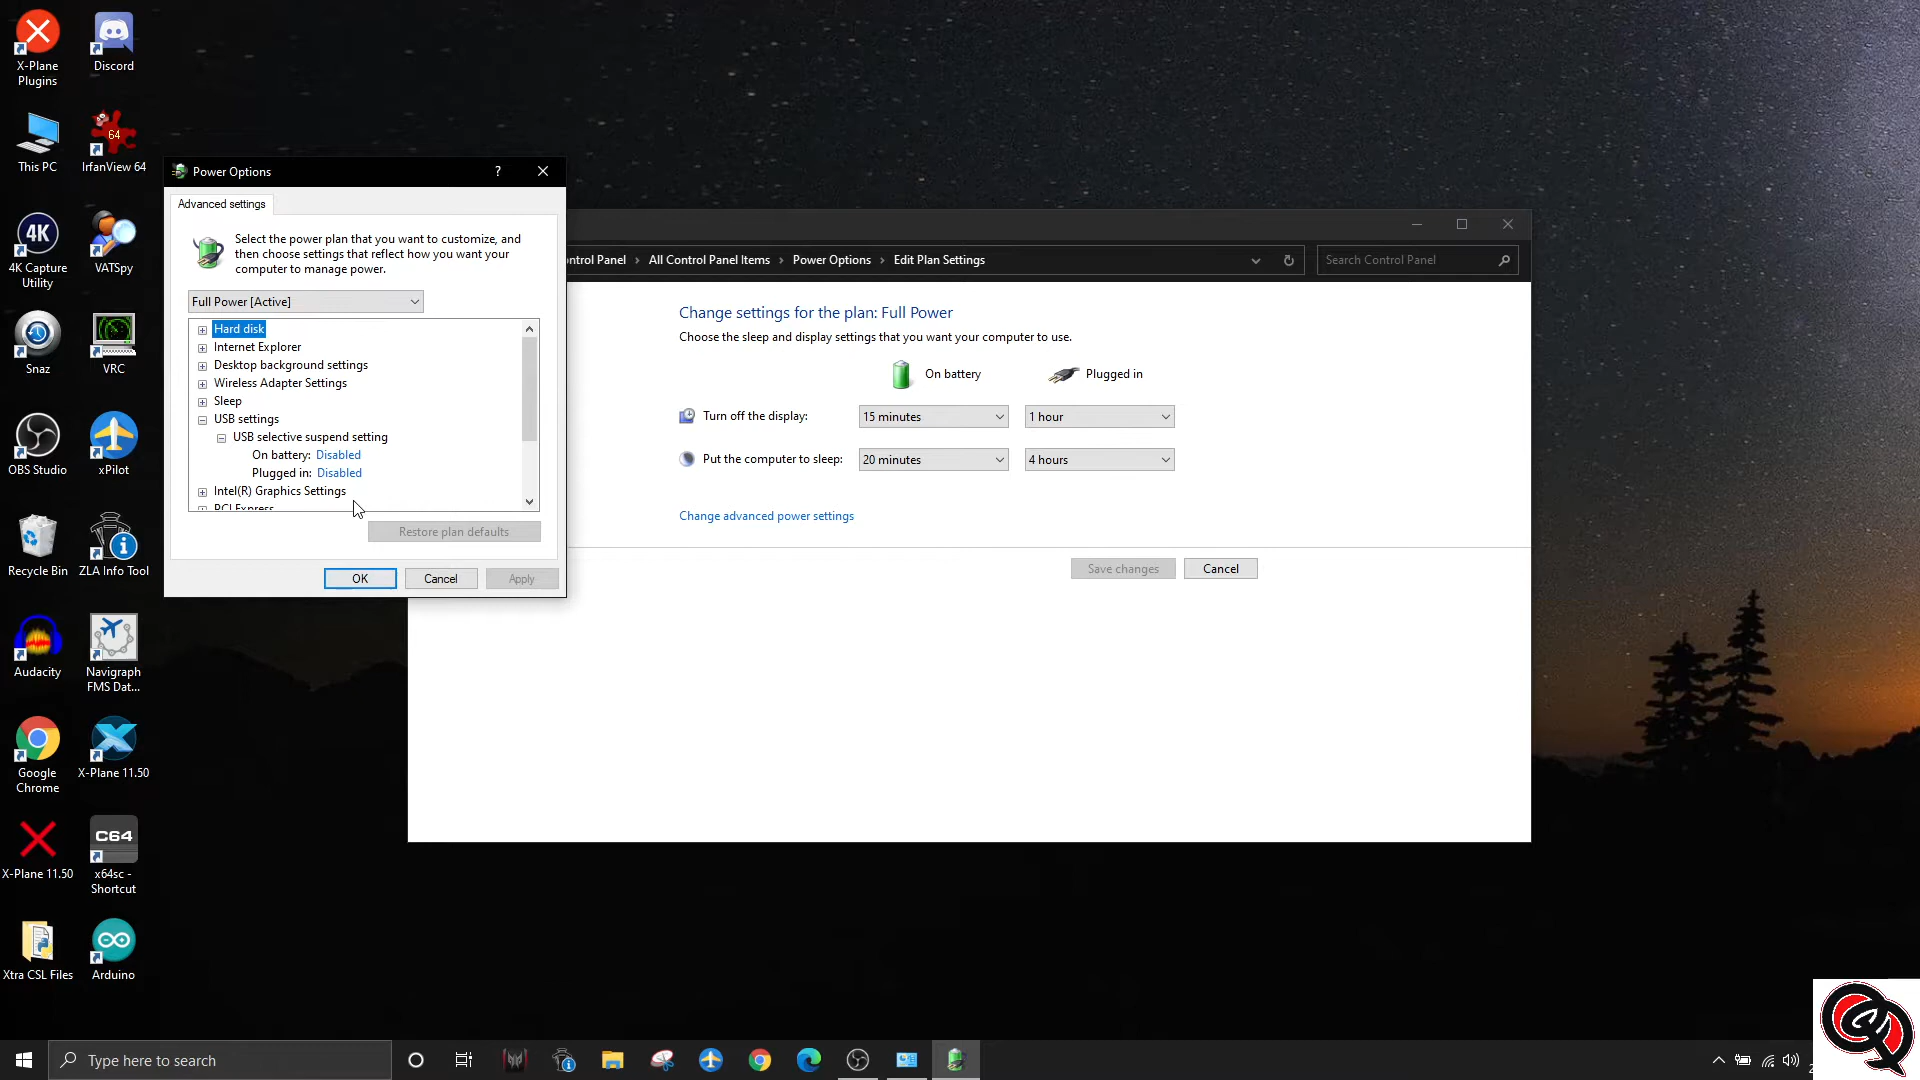 X-Plane
Plugins
Discord
This PC
64
IrfanView 64
4K
4K Capture
Utility
VATSpy
Snaz
VRC
OBS Studio
xPilot
Recycle Bin
ZLA Info Tool
Audacity
Navigraph
FMS Dat...
Google
Chrome
X-Plane 11.50
X-Plane 11.50
C64
x64sc -
Shortcut
Xtra CSL Files
Arduino
Power Options
?
Advanced settings
Select the power plan that you want to customize, and
then choose settings that reflect how you want your
computer to manage power.
Full Power [Active]
Hard disk
Internet Explorer
Desktop background settings
Wireless Adapter Settings
Sleep
USB settings
USB selective suspend setting
On battery: Disabled
Plugged in: Disabled
Intel(R) Graphics Settings
PCI Express
Restore plan defaults
OK
Cancel
Apply
ontrol Panel > All Control Panel Items > Power Options > Edit Plan Settings
Search Control Panel
Change settings for the plan: Full Power
Choose the sleep and display settings that you want your computer to use.
On battery
Plugged in
Turn off the display: 15 minutes 1 hour
Put the computer to sleep: 20 minutes 4 hours
Change advanced power settings
Save changes
Cancel
Type here to search